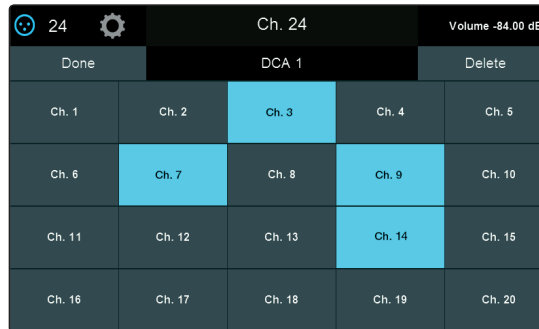 24 Ch. 24 Volume -84.00 dB
Done DCA 1 Delete
Ch. 1 Ch. 2 Ch. 3 Ch. 4 Ch. 5
Ch. 6 Ch. 7 Ch. 8 Ch. 9 Ch. 10
Ch. 11 Ch. 12 Ch. 13 Ch. 14 Ch. 15
Ch. 16 Ch. 17 Ch. 18 Ch. 19 Ch. 20